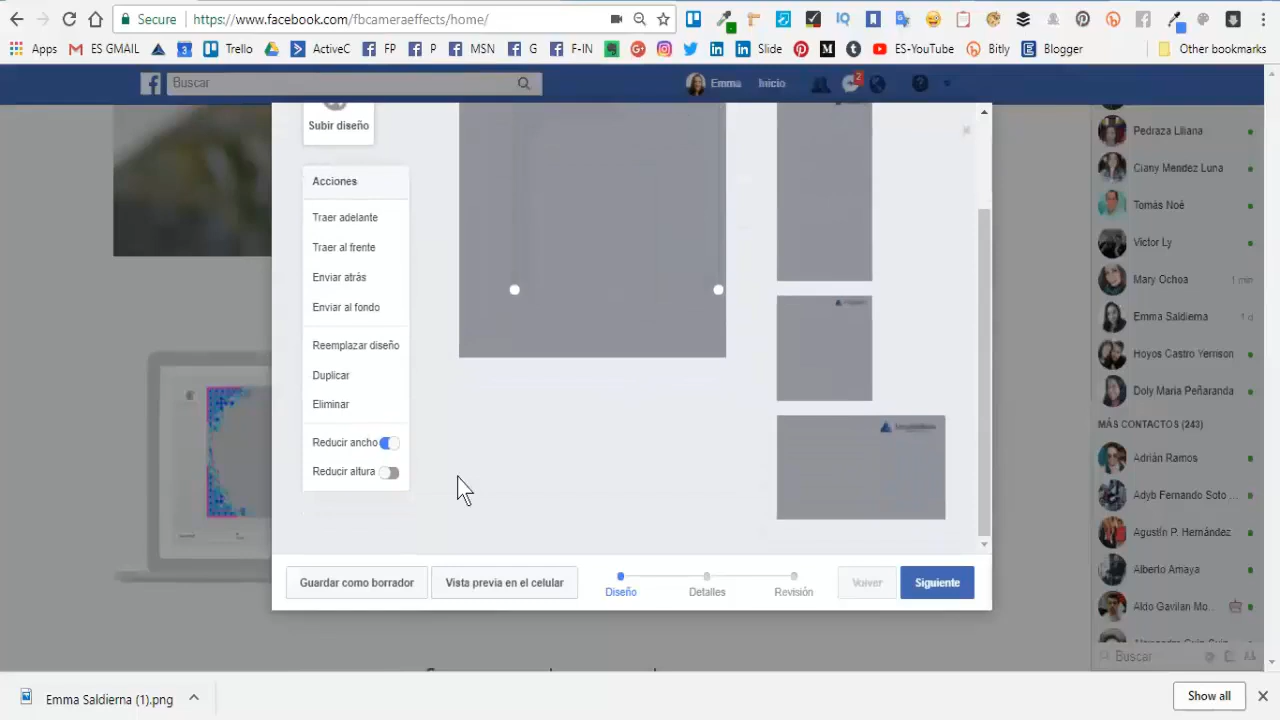 Secure https://www.facebook.com/fbcameraeffects/home/
Apps ES GMAIL Trello ActiveC FP P MSN G F-IN Slide ES-YouTube Bitly Blogger Other bookmarks
Buscar Emma Inicio 2
Subir diseño
Acciones
Traer adelante
Traer al frente
Enviar atrás
Enviar al fondo
Reemplazar diseño
Duplicar
Eliminar
Reducir ancho
Reducir altura
Guardar como borrador
Vista previa en el celular
Diseño
Detalles
Revisión
Volver
Siguiente
Pedraza Liliana
Ciany Mendez Luna
Tomás Noé
Victor Ly
Mary Ochoa 1 min
Emma Saldierna 1 d
Hoyos Castro Yerrison
Doly Maria Peñaranda
MÁS CONTACTOS (243)
Adrián Ramos
Adyb Fernando Soto ...
Agustín P. Hernández
Alberto Amaya
Aldo Gavilan Mo...
Buscar
Emma Saldierna (1).png
Show all